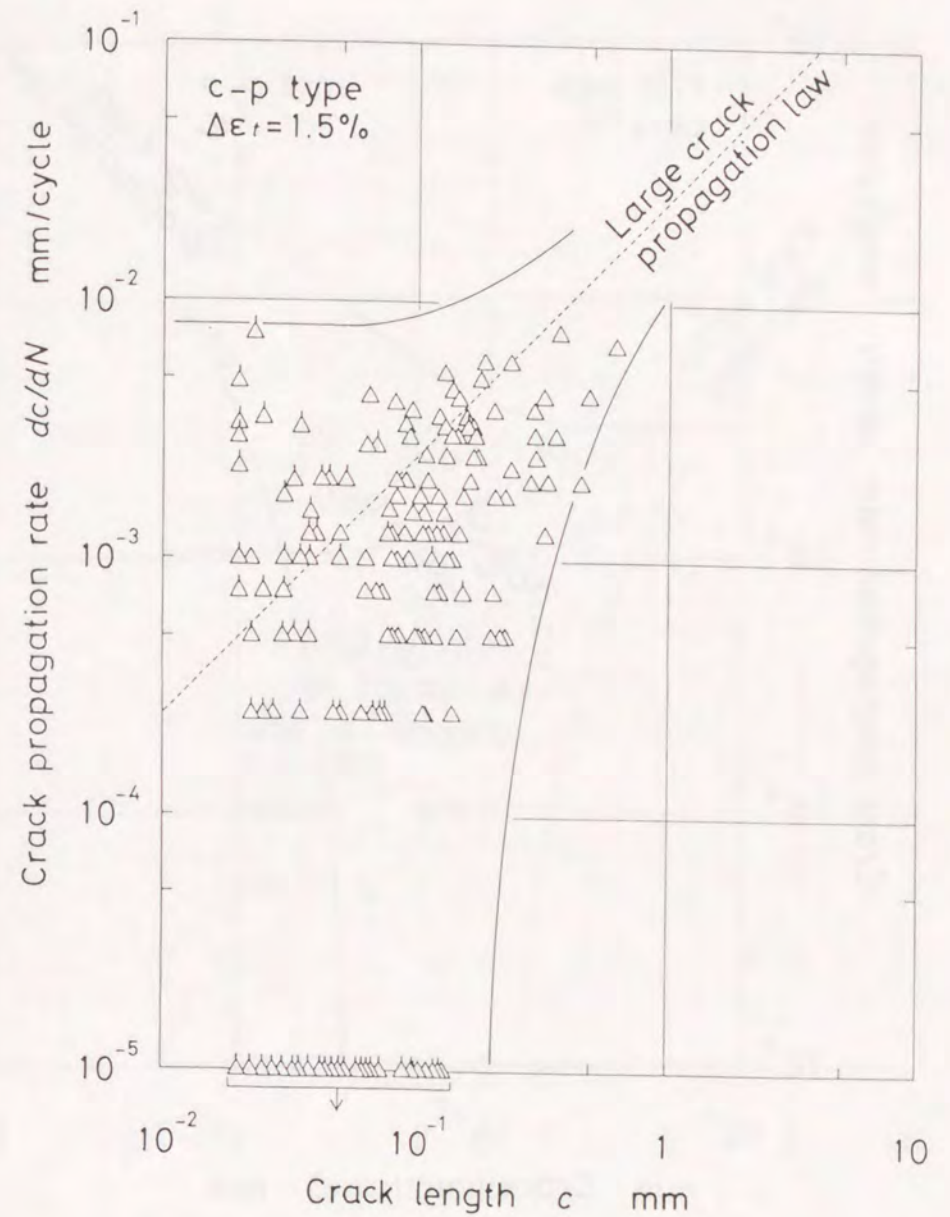 10⁻¹
c-p type
Δεt=1.5%
Large crack
propagation law
10⁻²
10⁻³
10⁻⁴
10⁻⁵
Crack propagation rate dc/dN mm/cycle
10⁻²
10⁻¹
1
10
Crack length c mm